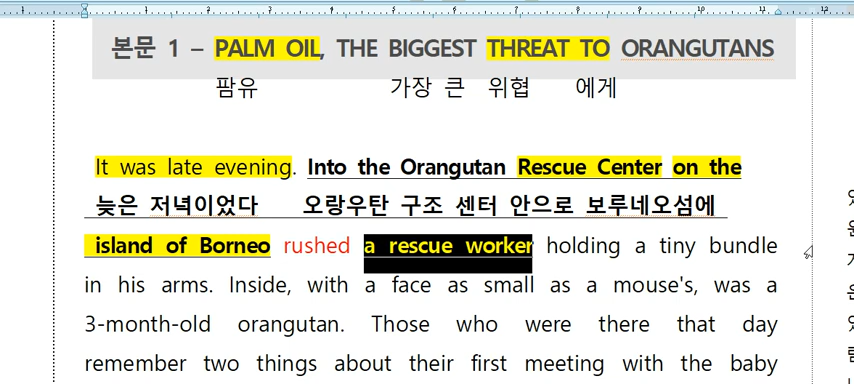 본문 1 – PALM OIL, THE BIGGEST THREAT TO ORANGUTANS
팜유 가장 큰 위협 에게
It was late evening. Into the Orangutan Rescue Center on the
늦은 저녁이었다 오랑우탄 구조 센터 안으로 보루네오섬에
island of Borneo rushed a rescue worker holding a tiny bundle
in his arms. Inside, with a face as small as a mouse's, was a
3-month-old orangutan. Those who were there that day
remember two things about their first meeting with the baby